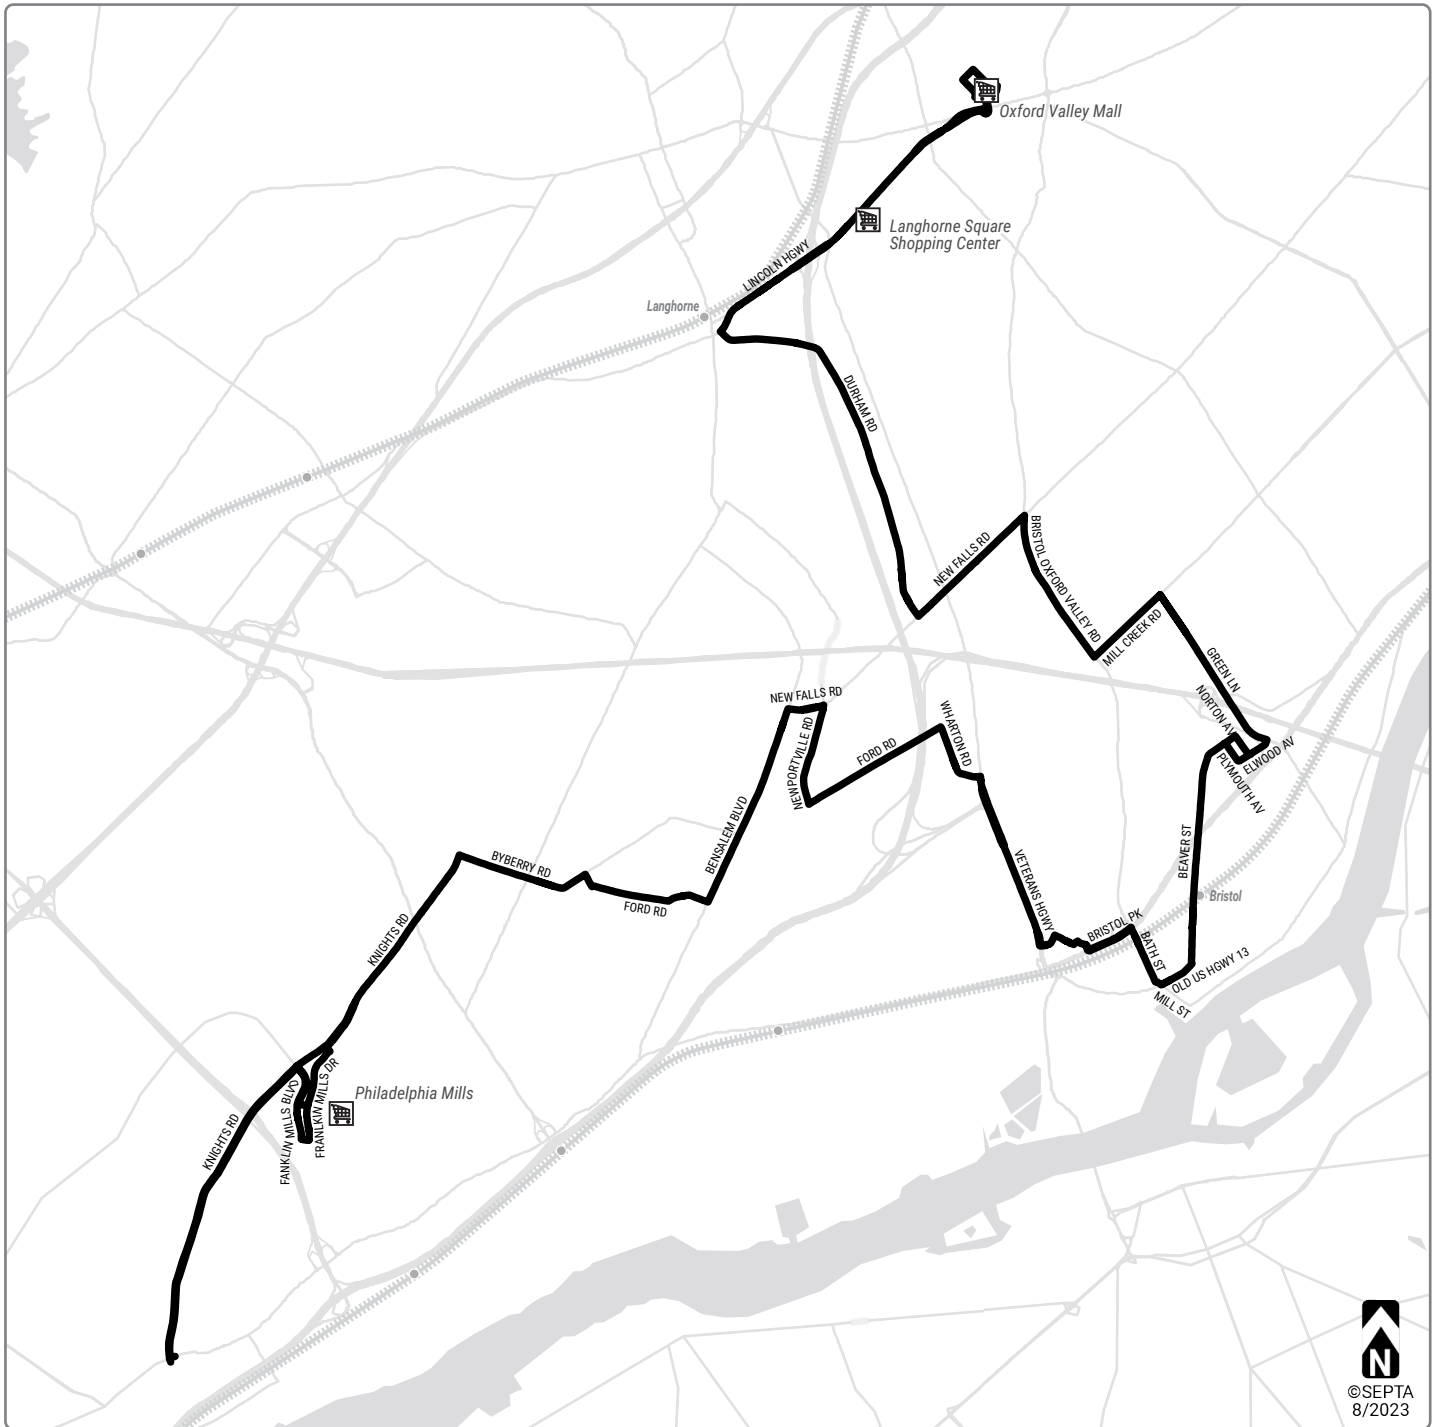 Oxford Valley Mall
Langhorne Square
Shopping Center
LINCOLN HGWY
Langhorne
DURHAM RD
NEW FALLS RD
BRISTOL OXFORD VALLEY RD
MILL CREEK RD
GREEN LN
NORTON AV
ELWOOD AV
PLYMOUTH AV
NEW FALLS RD
NEWPORTVILLE RD
FORD RD
WHARTON RD
BENSALEM BLVD
VETERANS HGWY
BEAVER ST
Bristol
BRISTOL PK
BATH ST
OLD US HGWY 13
MILL ST
BYBERRY RD
FORD RD
KNIGHTS RD
FRANLKIN MILLS DR
FANKLIN MILLS BLVD
Philadelphia Mills
KNIGHTS RD
N
©SEPTA
8/2023